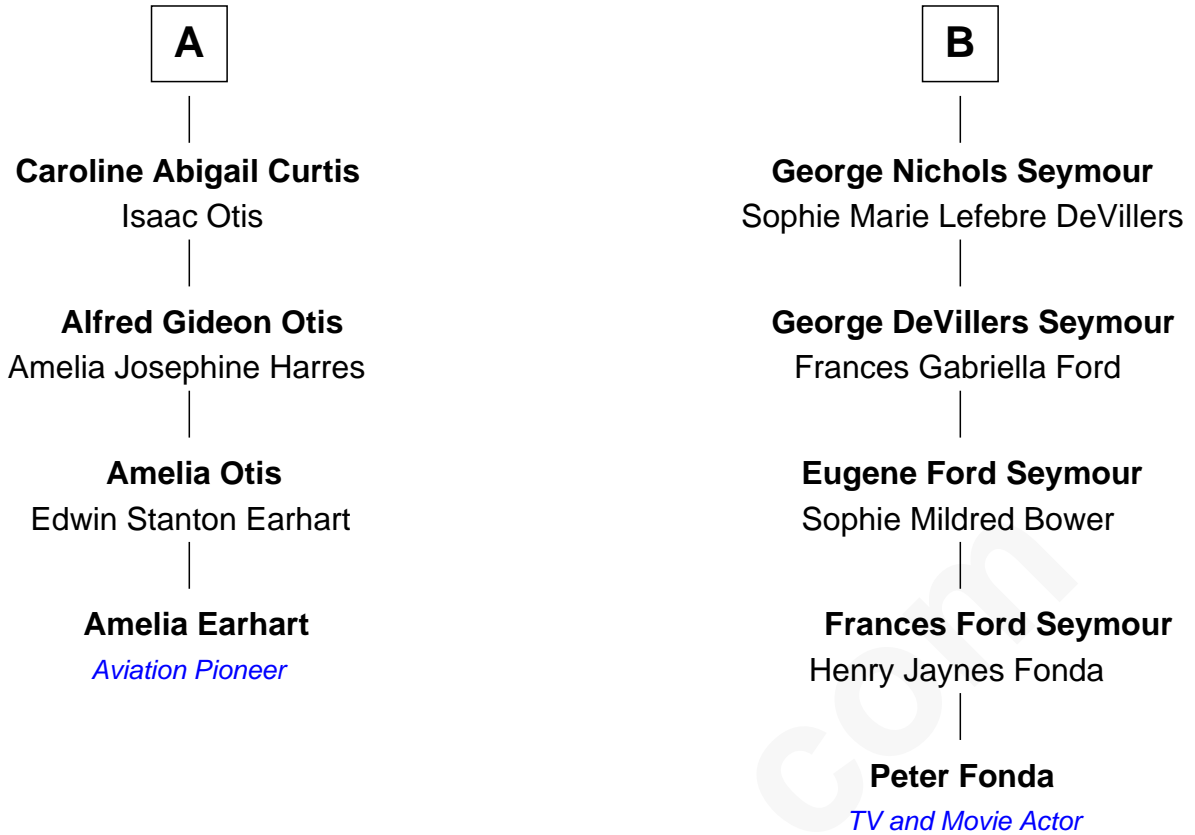 A
Caroline Abigail Curtis
Isaac Otis
Alfred Gideon Otis
Amelia Josephine Harres
Amelia Otis
Edwin Stanton Earhart
Amelia Earhart
Aviation Pioneer
B
George Nichols Seymour
Sophie Marie Lefebre DeVillers
George DeVillers Seymour
Frances Gabriella Ford
Eugene Ford Seymour
Sophie Mildred Bower
Frances Ford Seymour
Henry Jaynes Fonda
Peter Fonda
TV and Movie Actor
com